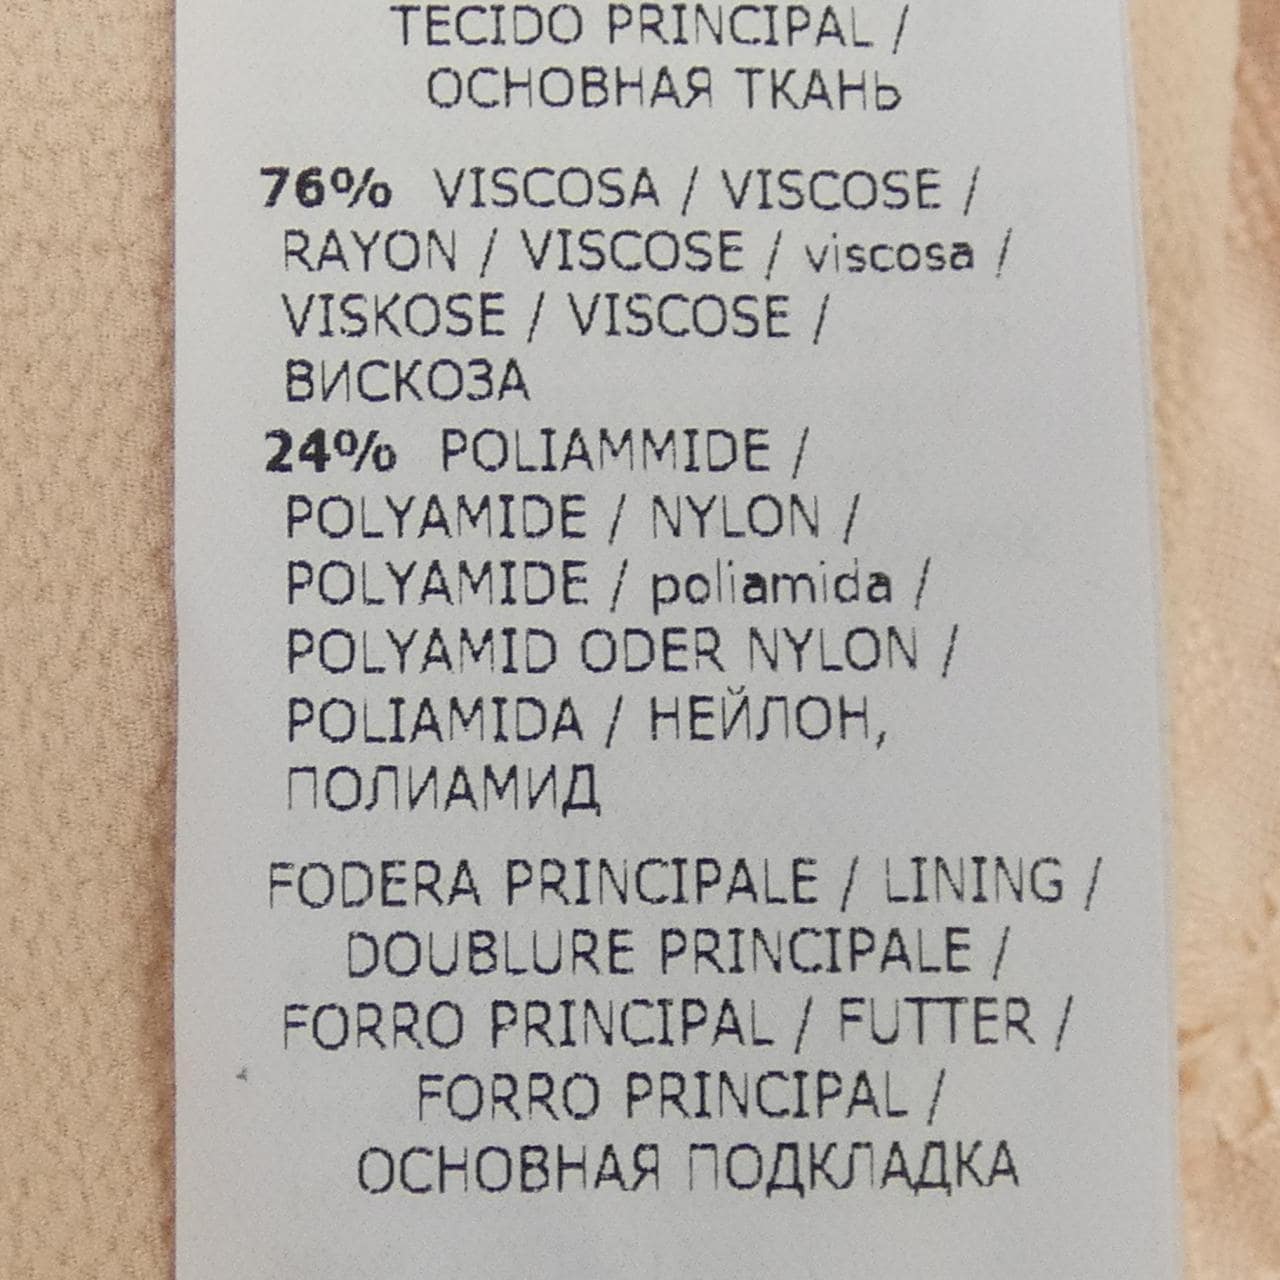 TECIDO PRINCIPAL /
ОСНОВНАЯ ТКАНЬ
76% VISCOSA / VISCOSE /
RAYON / VISCOSE / viscosa /
VISKOSE / VISCOSE /
ВИСКОЗА
24% POLIAMMIDE /
POLYAMIDE / NYLON /
POLYAMIDE / poliamida /
POLYAMID ODER NYLON /
POLIAMIDA / НЕЙЛОН,
ПОЛИАМИД
FODERA PRINCIPALE / LINING /
DOUBLURE PRINCIPALE /
FORRO PRINCIPAL / FUTTER /
FORRO PRINCIPAL /
ОСНОВНАЯ ПОДКЛАДКА